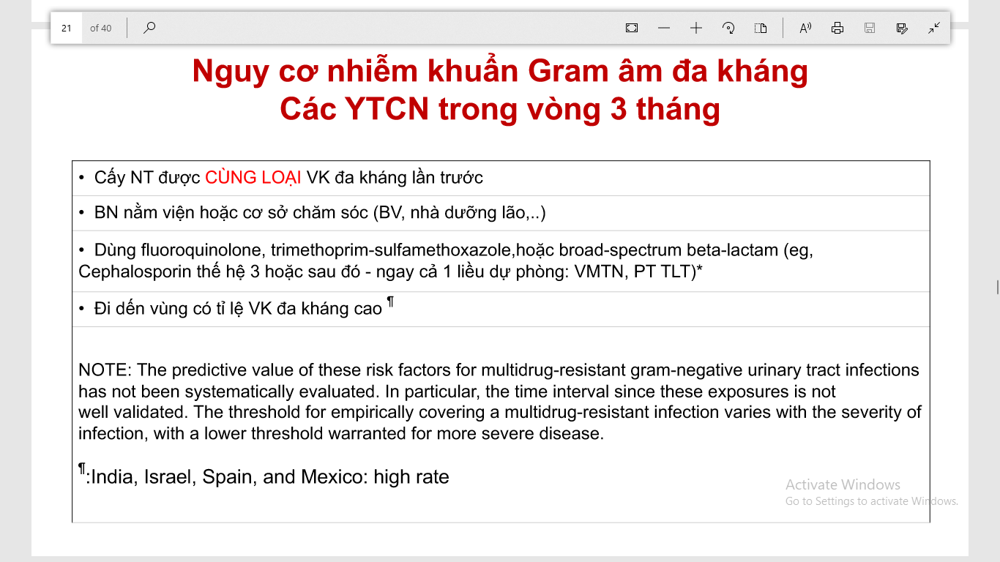 21 of 40
Nguy cơ nhiễm khuẩn Gram âm đa kháng
Các YTCN trong vòng 3 tháng
• Cấy NT được CÙNG LOẠI VK đa kháng lần trước
• BN nằm viện hoặc cơ sở chăm sóc (BV, nhà dưỡng lão,..)
• Dùng fluoroquinolone, trimethoprim-sulfamethoxazole,hoặc broad-spectrum beta-lactam (eg,
Cephalosporin thế hệ 3 hoặc sau đó - ngay cả 1 liều dự phòng: VMTN, PT TLT)*
• Đi dến vùng có tỉ lệ VK đa kháng cao ¶
NOTE: The predictive value of these risk factors for multidrug-resistant gram-negative urinary tract infections
has not been systematically evaluated. In particular, the time interval since these exposures is not
well validated. The threshold for empirically covering a multidrug-resistant infection varies with the severity of
infection, with a lower threshold warranted for more severe disease.
¶:India, Israel, Spain, and Mexico: high rate
Activate Windows
Go to Settings to activate Windows.